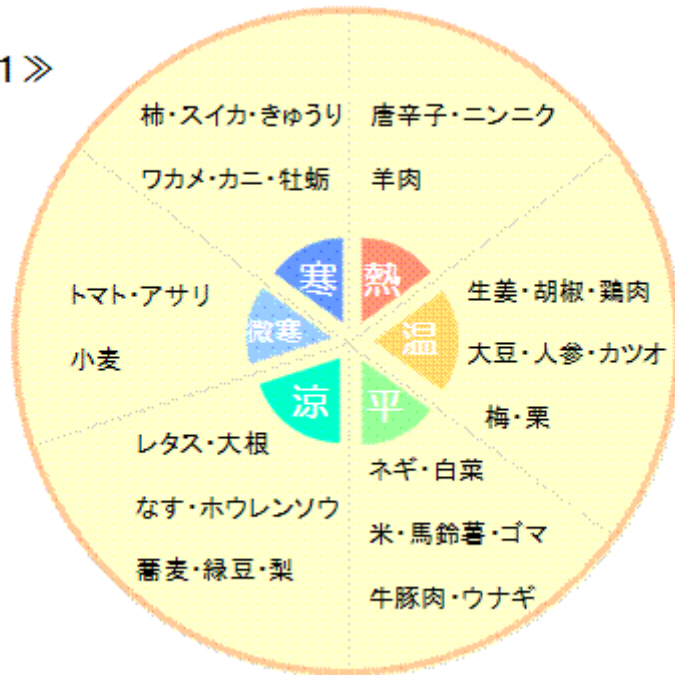 1≫
柿・スイカ・きゅうり
ワカメ・カニ・牡蛎
唐辛子・ニンニク
羊肉
寒
熱
微寒
温
涼
平
トマト・アサリ
小麦
生姜・胡椒・鶏肉
大豆・人参・カツオ
梅・栗
レタス・大根
なす・ホウレンソウ
蕎麦・緑豆・梨
ネギ・白菜
米・馬鈴薯・ゴマ
牛豚肉・ウナギ